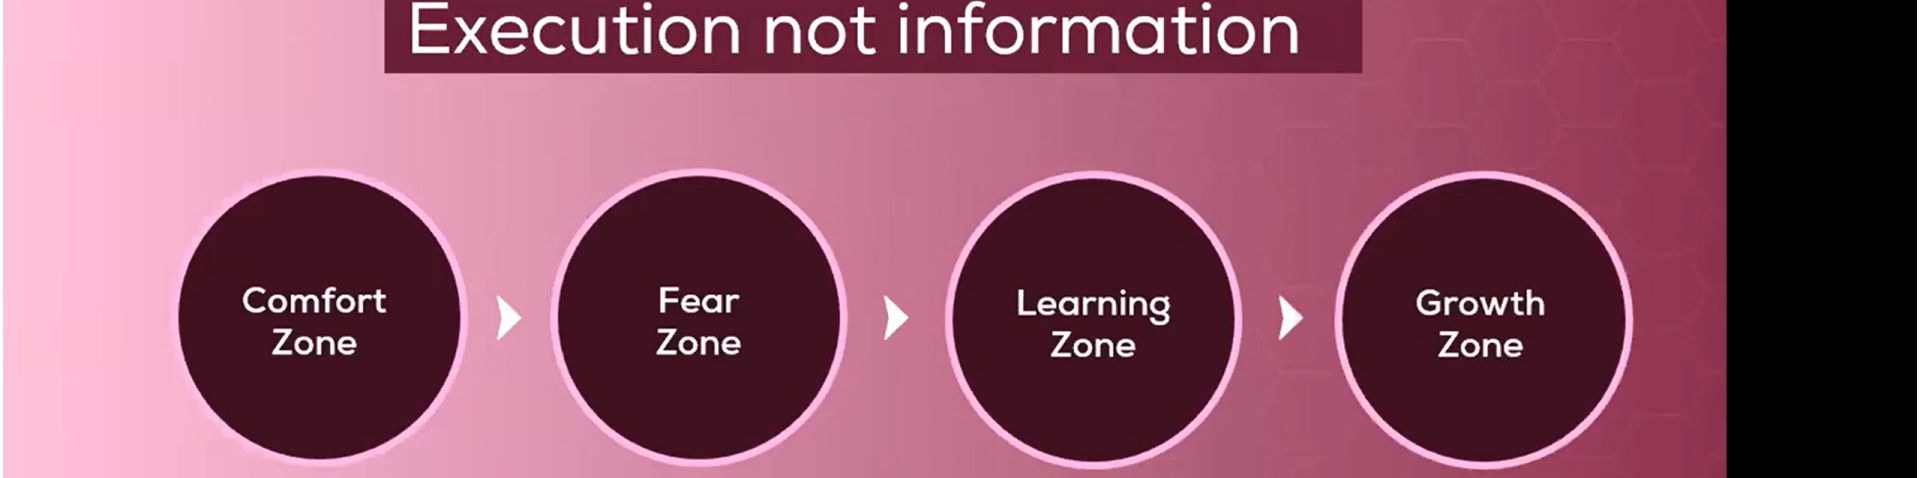 Execution not information
Comfort
Zone
Fear
Zone
Learning
Zone
Growth
Zone